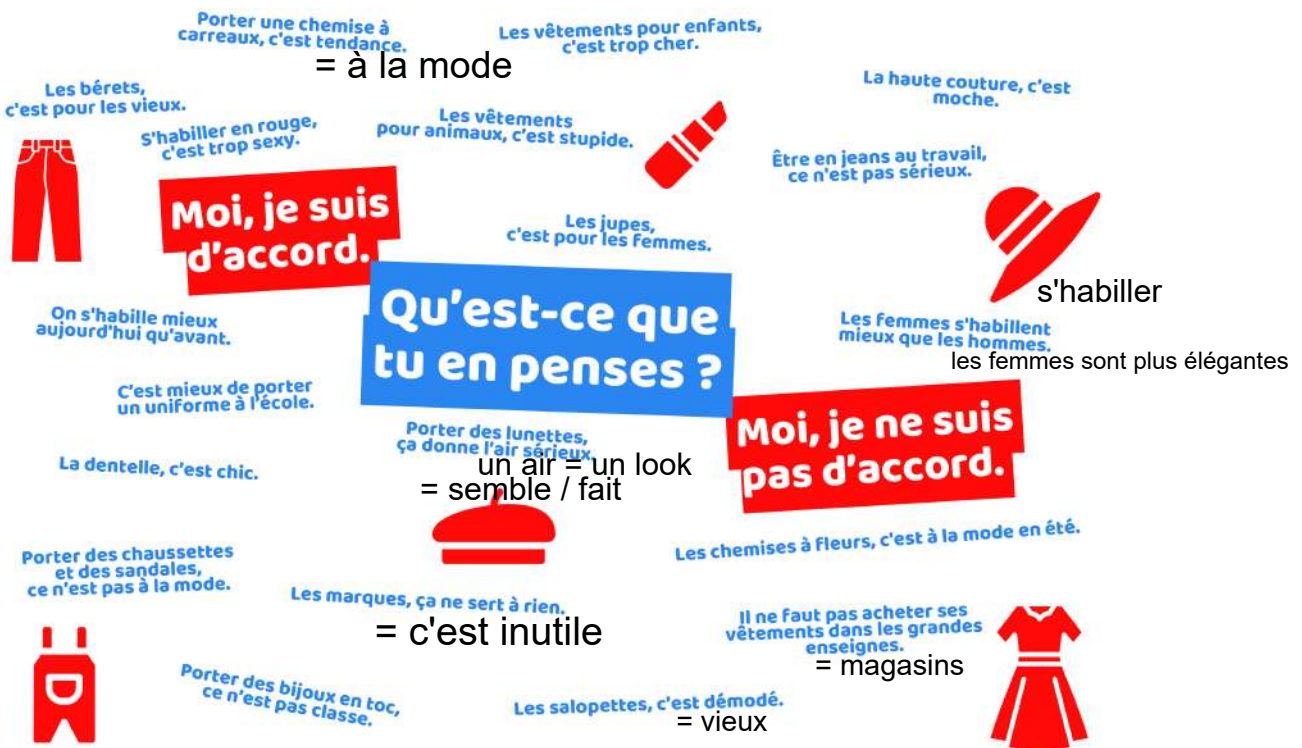 Porter une chemise à
carreaux, c'est tendance.
= à la mode
Les vêtements pour enfants,
c'est trop cher.
La haute couture, c'est
moche.
Les bérets,
c'est pour les vieux.
S'habiller en rouge,
c'est trop sexy.
Les vêtements
pour animaux, c'est stupide.
Être en jeans au travail,
ce n'est pas sérieux.
Moi, je suis
d'accord.
Les jupes,
c'est pour les femmes.
Qu'est-ce que
tu en penses ?
s'habiller
On s'habille mieux
aujourd'hui qu'avant.
Les femmes s'habillent
mieux que les hommes.
les femmes sont plus élégantes
C'est mieux de porter
un uniforme à l'école.
Moi, je ne suis
pas d'accord.
Porter des lunettes,
ça donne l'air sérieux.
un air = un look
= semble / fait
La dentelle, c'est chic.
Les chemises à fleurs, c'est à la mode en été.
Porter des chaussettes
et des sandales,
ce n'est pas à la mode.
Les marques, ça ne sert à rien.
= c'est inutile
Il ne faut pas acheter ses
vêtements dans les grandes
enseignes.
= magasins
Porter des bijoux en toc,
ce n'est pas classe.
Les salopettes, c'est démodé.
= vieux